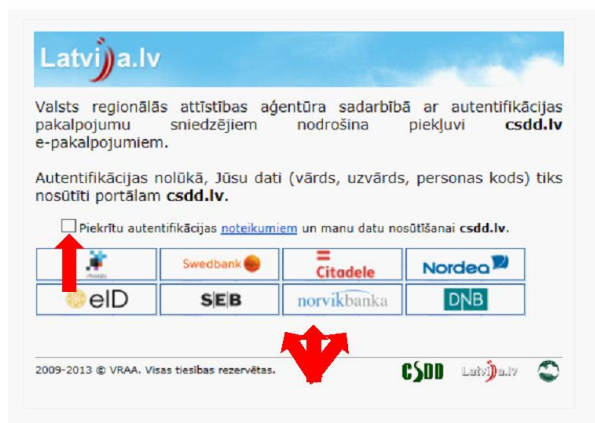 Latvija.lv
Valsts regionālās attīstības aģentūra sadarbībā ar autentifikācijas
pakalpojumu sniedzējiem nodrošina piekļuvi csdd.lv
e-pakalpojumiem.
Autentifikācijas nolūkā, Jūsu dati (vārds, uzvārds, personas kods) tiks
nosūtīti portālam csdd.lv.
Piekrītu autentifikācijas noteikumiem un manu datu nosūtīšanai csdd.lv.
Swedbank Citadele Nordea
eID SEB norvikbanka DNB
2009-2013 © VRAA. Visas tiesības rezervētas. CSDD Latvija.lv